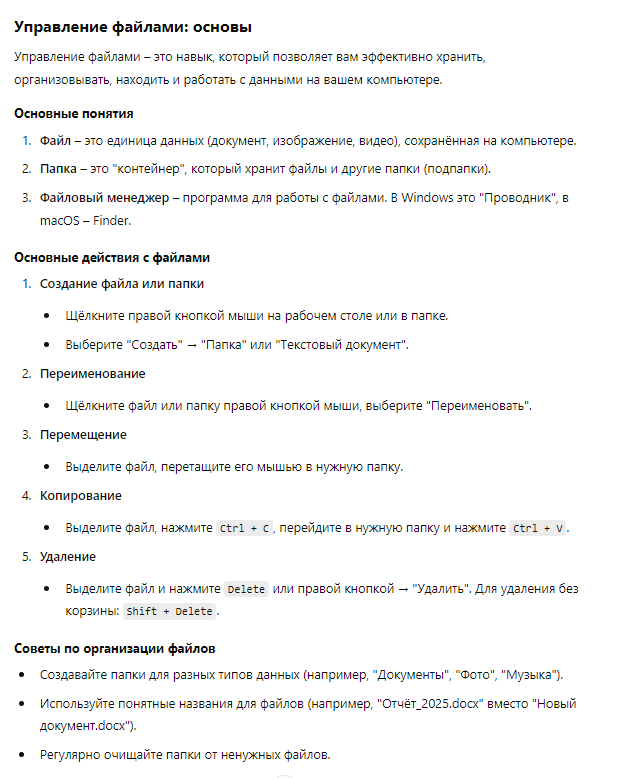 Управление файлами: основы
Управление файлами – это навык, который позволяет вам эффективно хранить,
организовывать, находить и работать с данными на вашем компьютере.
Основные понятия
1. Файл – это единица данных (документ, изображение, видео), сохранённая на компьютере.
2. Папка – это "контейнер", который хранит файлы и другие папки (подпапки).
3. Файловый менеджер – программа для работы с файлами. В Windows это "Проводник", в
macOS – Finder.
Основные действия с файлами
1. Создание файла или папки
• Щёлкните правой кнопкой мыши на рабочем столе или в папке.
• Выберите "Создать" → "Папка" или "Текстовый документ".
2. Переименование
• Щёлкните файл или папку правой кнопкой мыши, выберите "Переименовать".
3. Перемещение
• Выделите файл, перетащите его мышью в нужную папку.
4. Копирование
• Выделите файл, нажмите Ctrl + C, перейдите в нужную папку и нажмите Ctrl + V.
5. Удаление
• Выделите файл и нажмите Delete или правой кнопкой → "Удалить". Для удаления без
корзины: Shift + Delete.
Советы по организации файлов
• Создавайте папки для разных типов данных (например, "Документы", "Фото", "Музыка").
• Используйте понятные названия для файлов (например, "Отчёт_2025.docx" вместо "Новый
документ.docx").
• Регулярно очищайте папки от ненужных файлов.